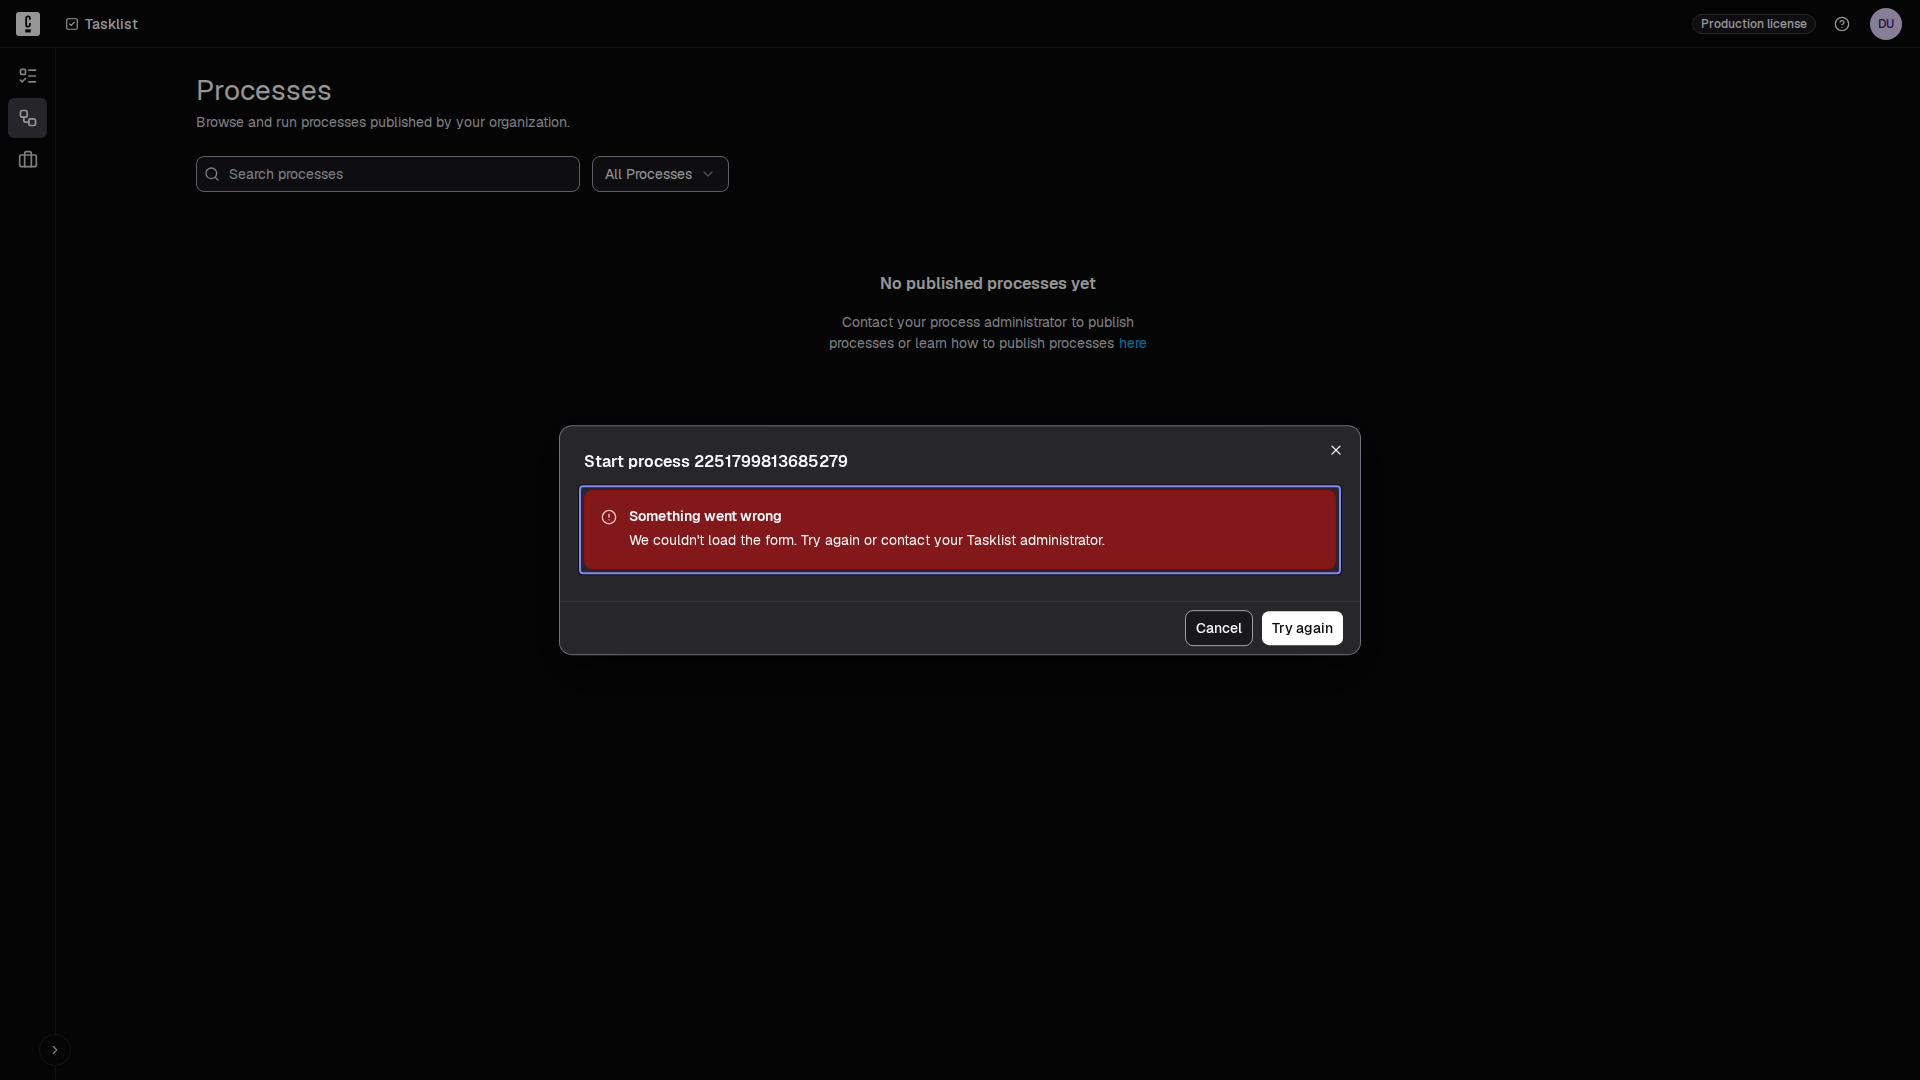 Tasklist
Production license
DU
Processes
Browse and run processes published by your organization.
Search processes
All Processes
No published processes yet
Contact your process administrator to publish
processes or learn how to publish processes here
Start process 2251799813685279
Something went wrong
We couldn't load the form. Try again or contact your Tasklist administrator.
Cancel
Try again